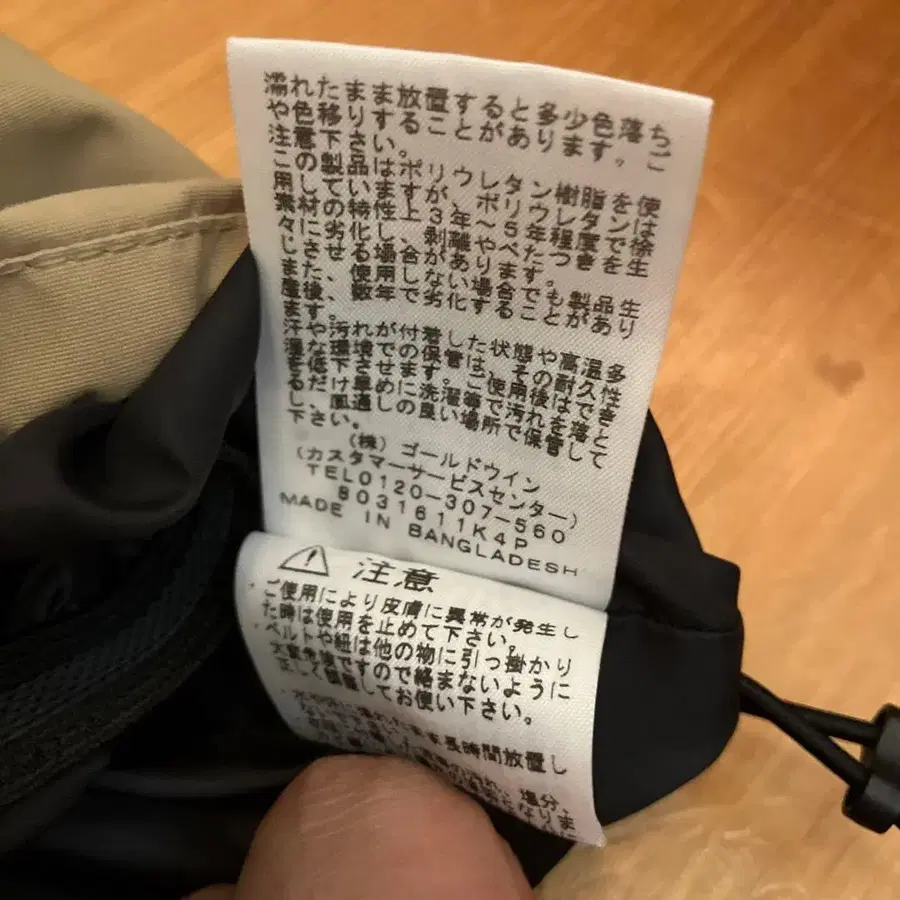 濡れたまま放置すると多少色落ち
や色移りすることがあります。ご
注意下さい。
この製品はポリウレタン樹脂を使
用していますが、ポリウレタンは
素材の特性上3年～5年程度で徐
々に劣化し、剥離やべたつきを生
じさせる場合があります。
また、使用しない場合でも製品生
産後、数年で劣化することがあり
ます。
汗や汚れが付着した状態や高温多
湿な環境での保管は、その耐久性
を低下させます。ご使用後はでき
るだけ早めに洗濯等で汚れを落と
し、風通しの良い場所で保管して
下さい。
(株) ゴールドウイン
(カスタマーサービスセンター)
TEL0120-307-560
8031611K4P
MADE IN BANGLADESH
注意
ご使用により皮膚に異常が発生し
た時は使用を止めて下さい。
ベルトや紐は他の物に引っ掛かり
大変危険ですので絡まないように
正しく調整してお使い下さい。
まま長時間放置し
汚れ、塩分、
なりま